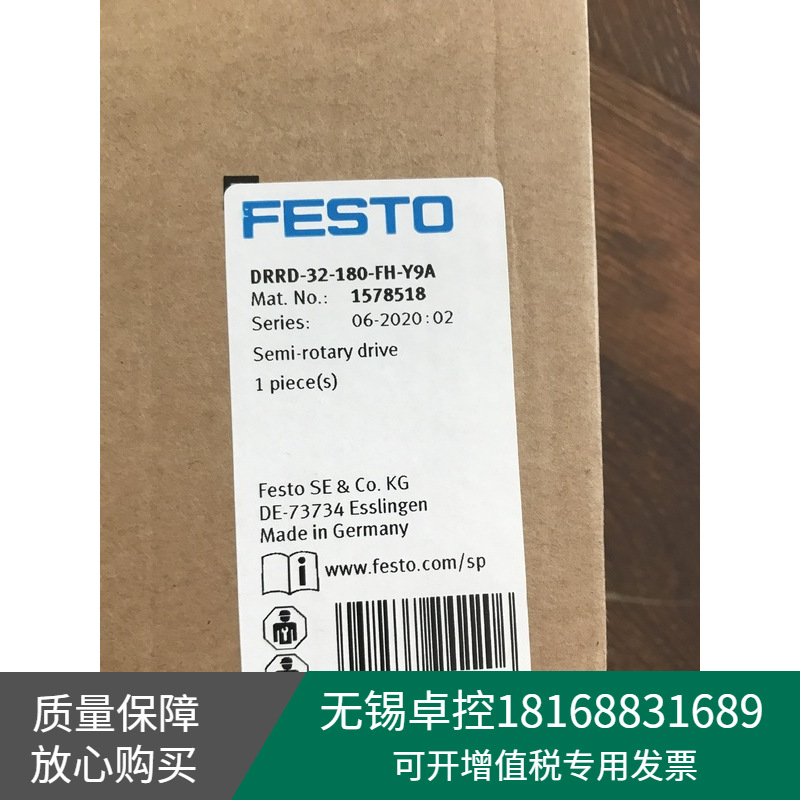 FESTO
DRRD-32-180-FH-Y9A
Mat. No.: 1578518
Series: 06-2020:02
Semi-rotary drive
1 piece(s)
Festo SE & Co. KG
DE-73734 Esslingen
Made in Germany
www.festo.com/sp
质量保障
放心购买
无锡卓控18168831689
可开增值税专用发票